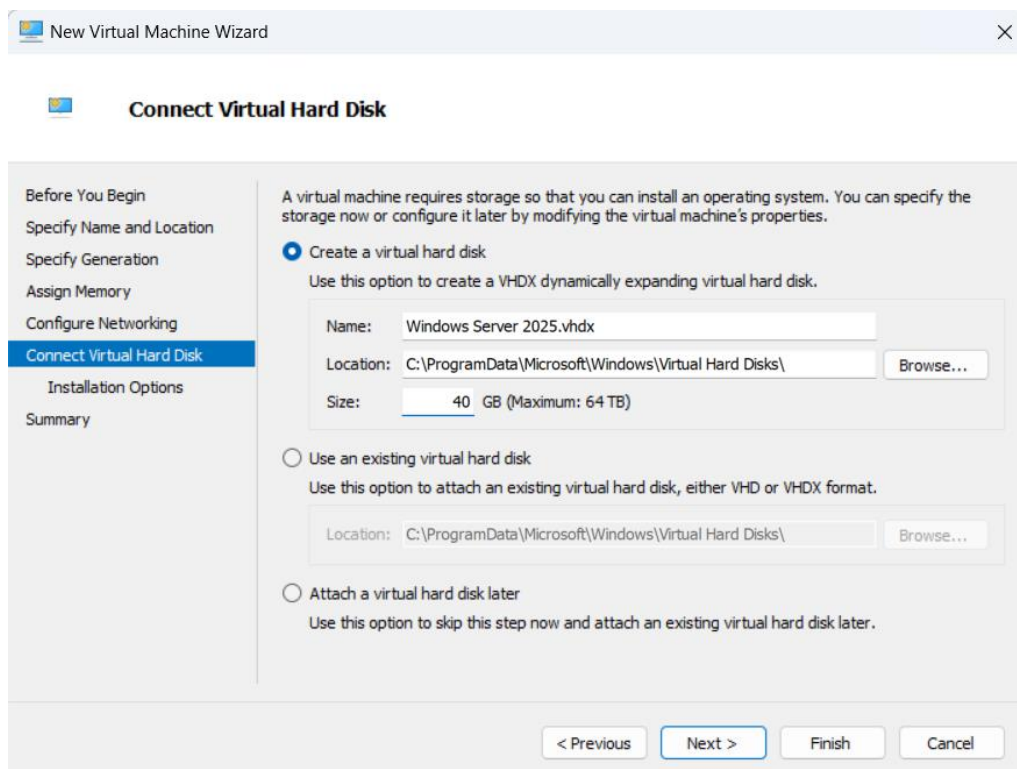 New Virtual Machine Wizard
Connect Virtual Hard Disk
Before You Begin
Specify Name and Location
Specify Generation
Assign Memory
Configure Networking
Connect Virtual Hard Disk
Installation Options
Summary
A virtual machine requires storage so that you can install an operating system. You can specify the
storage now or configure it later by modifying the virtual machine's properties.
Create a virtual hard disk
Use this option to create a VHDX dynamically expanding virtual hard disk.
Name: Windows Server 2025.vhdx
Location: C:\ProgramData\Microsoft\Windows\Virtual Hard Disks\ Browse...
Size: 40 GB (Maximum: 64 TB)
Use an existing virtual hard disk
Use this option to attach an existing virtual hard disk, either VHD or VHDX format.
Location: C:\ProgramData\Microsoft\Windows\Virtual Hard Disks\ Browse...
Attach a virtual hard disk later
Use this option to skip this step now and attach an existing virtual hard disk later.
< Previous Next > Finish Cancel